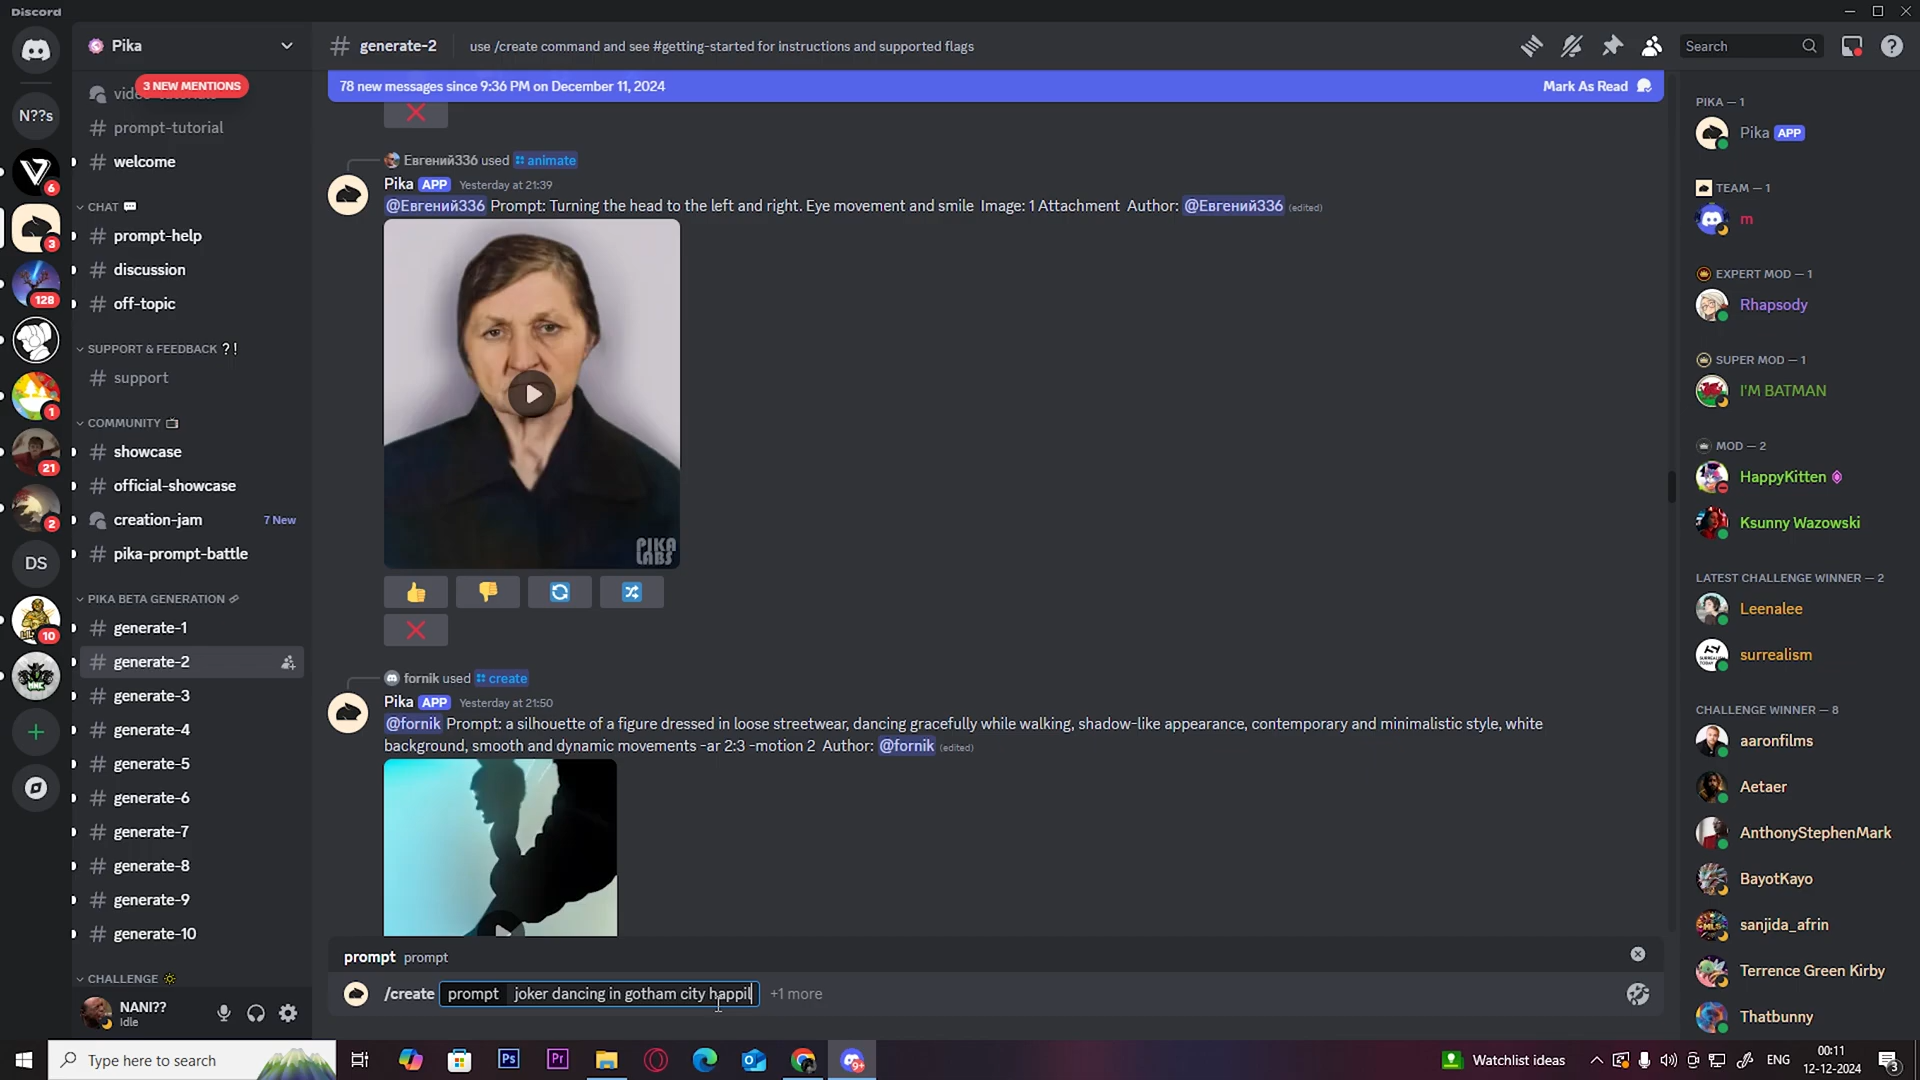 Discord
Pika
generate-2
use /create command and see #getting-started for instructions and supported flags
Search
3 NEW MENTIONS
78 new messages since 9:36 PM on December 11, 2024
Mark As Read
N??s
prompt-tutorial
welcome
6
CHAT
3
prompt-help
discussion
128
off-topic
SUPPORT & FEEDBACK ?!
support
1
COMMUNITY
showcase
21
official-showcase
2
creation-jam
7 New
pika-prompt-battle
DS
PIKA BETA GENERATION
10
generate-1
generate-2
generate-3
generate-4
generate-5
generate-6
generate-7
generate-8
generate-9
generate-10
CHALLENGE
NANI??
Idle
Евгений336 used animate
Pika APP Yesterday at 21:39
@Евгений336 Prompt: Turning the head to the left and right. Eye movement and smile Image: 1 Attachment Author: @Евгений336 (edited)
PIKA
LABS
fornik used create
Pika APP Yesterday at 21:50
@fornik Prompt: a silhouette of a figure dressed in loose streetwear, dancing gracefully while walking, shadow-like appearance, contemporary and minimalistic style, white
background, smooth and dynamic movements -ar 2:3 -motion 2 Author: @fornik (edited)
prompt prompt
/create prompt joker dancing in gotham city happil +1 more
PIKA — 1
Pika APP
TEAM — 1
m
EXPERT MOD — 1
Rhapsody
SUPER MOD — 1
I'M BATMAN
MOD — 2
HappyKitten
Ksunny Wazowski
LATEST CHALLENGE WINNER — 2
Leenalee
surrealism
CHALLENGE WINNER — 8
aaronfilms
Aetaer
AnthonyStephenMark
BayotKayo
sanjida_afrin
Terrence Green Kirby
Thatbunny
Type here to search
Ps
Pr
9+
Watchlist ideas
ENG
00:11
12-12-2024
3